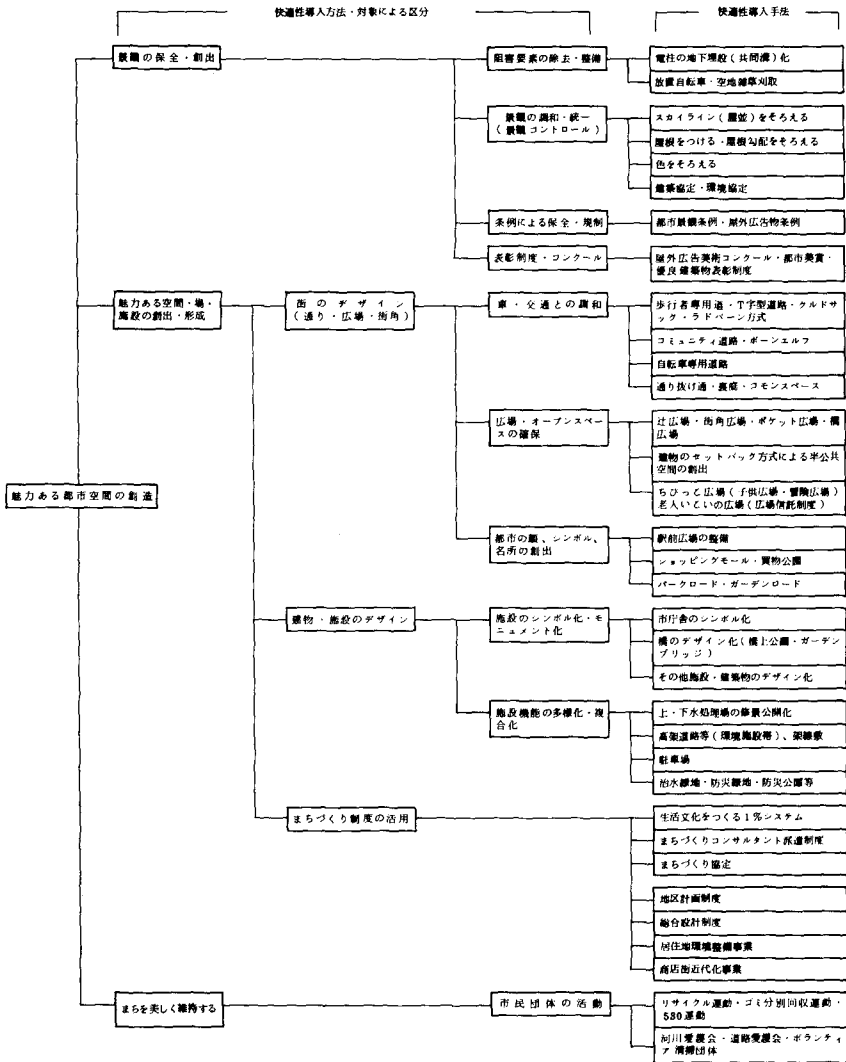 快適性導入方法・対象による区分
快適性導入手法
景観の保全・創出
阻害要素の除去・整備
電柱の地下埋設(共同溝)化
放置自転車・空地雑草刈取
景観の調和・統一
(景観コントロール)
スカイライン(屋並)をそろえる
屋根をつける・屋根勾配をそろえる
色をそろえる
建築協定・環境協定
条例による保全・規制
都市景観条例・屋外広告物条例
表彰制度・コンクール
屋外広告美術コンクール・都市美賞・
優良建築物表彰制度
魅力ある空間・場・
施設の創出・形成
街のデザイン
(通り・広場・街角)
車・交通との調和
歩行者専用道・T字型道路・クルドサ
ック・ラドバーン方式
コミュニティ道路・ボーンエルフ
自転車専用道路
通り抜け道・裏庭・コモンスペース
広場・オープンスペー
スの確保
辻広場・街角広場・ポケット広場・橋
広場
建物のセットバック方式による半公共
空間の創出
ちびっこ広場(子供広場・冒険広場)
老人いこいの広場(広場信託制度)
魅力ある都市空間の創造
都市の顔、シンボル、
名所の創出
駅前広場の整備
ショッピングモール・買物公園
パークロード・ガーデンロード
建物・施設のデザイン
施設のシンボル化・モ
ニュメント化
市庁舎のシンボル化
橋のデザイン化(橋上公園・ガーデン
ブリッジ)
その他施設・建築物のデザイン化
施設機能の多様化・複
合化
上・下水処理場の修景公開化
高架道路等(環境施設帯)、架線敷
駐車場
治水緑地・防災緑地・防災公園等
まちづくり制度の活用
生活文化をつくる1%システム
まちづくりコンサルタント派遣制度
まちづくり協定
地区計画制度
総合設計制度
居住地環境整備事業
商店街近代化事業
まちを美しく維持する
市民団体の活動
リサイクル運動・ゴミ分別回収運動・
530運動
河川愛護会・道路愛護会・ボランティ
ア清掃団体